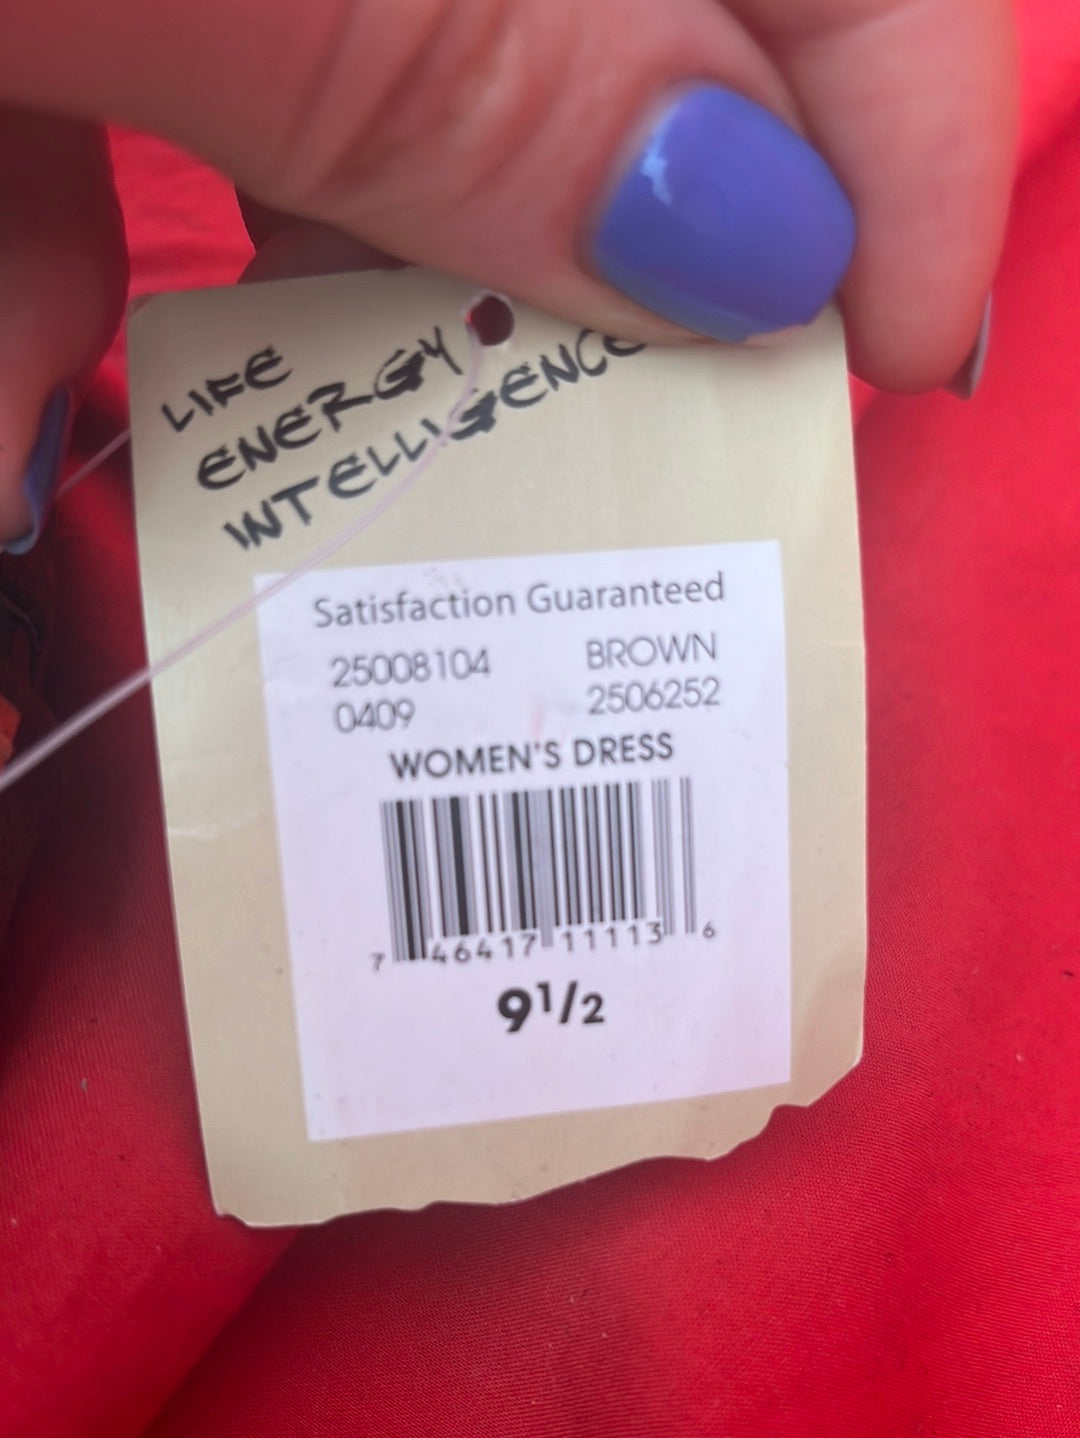 LIFE
ENERGY
INTELLIGENCE
Satisfaction Guaranteed
25008104 BROWN
0409 2506252
WOMEN'S DRESS
7 46417 11113 6
9 1/2